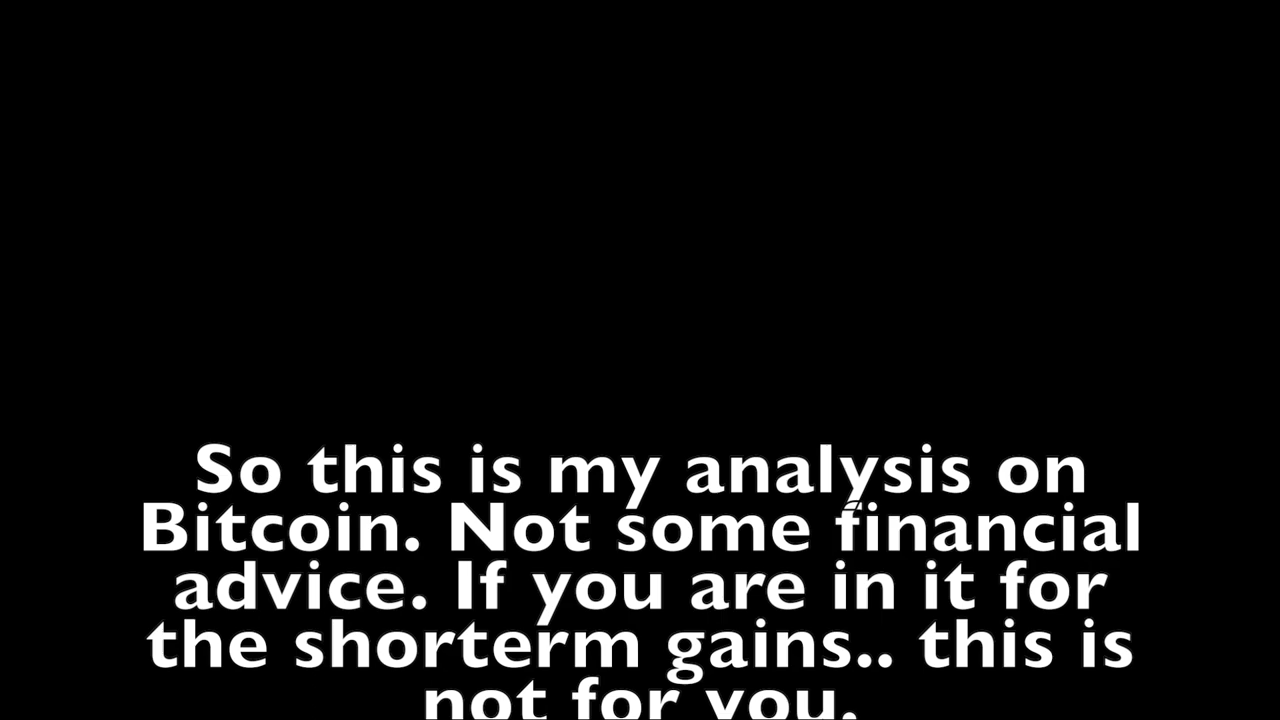 So this is my analysis on
Bitcoin. Not some financial
advice. If you are in it for
the shorterm gains.. this is
not for you.